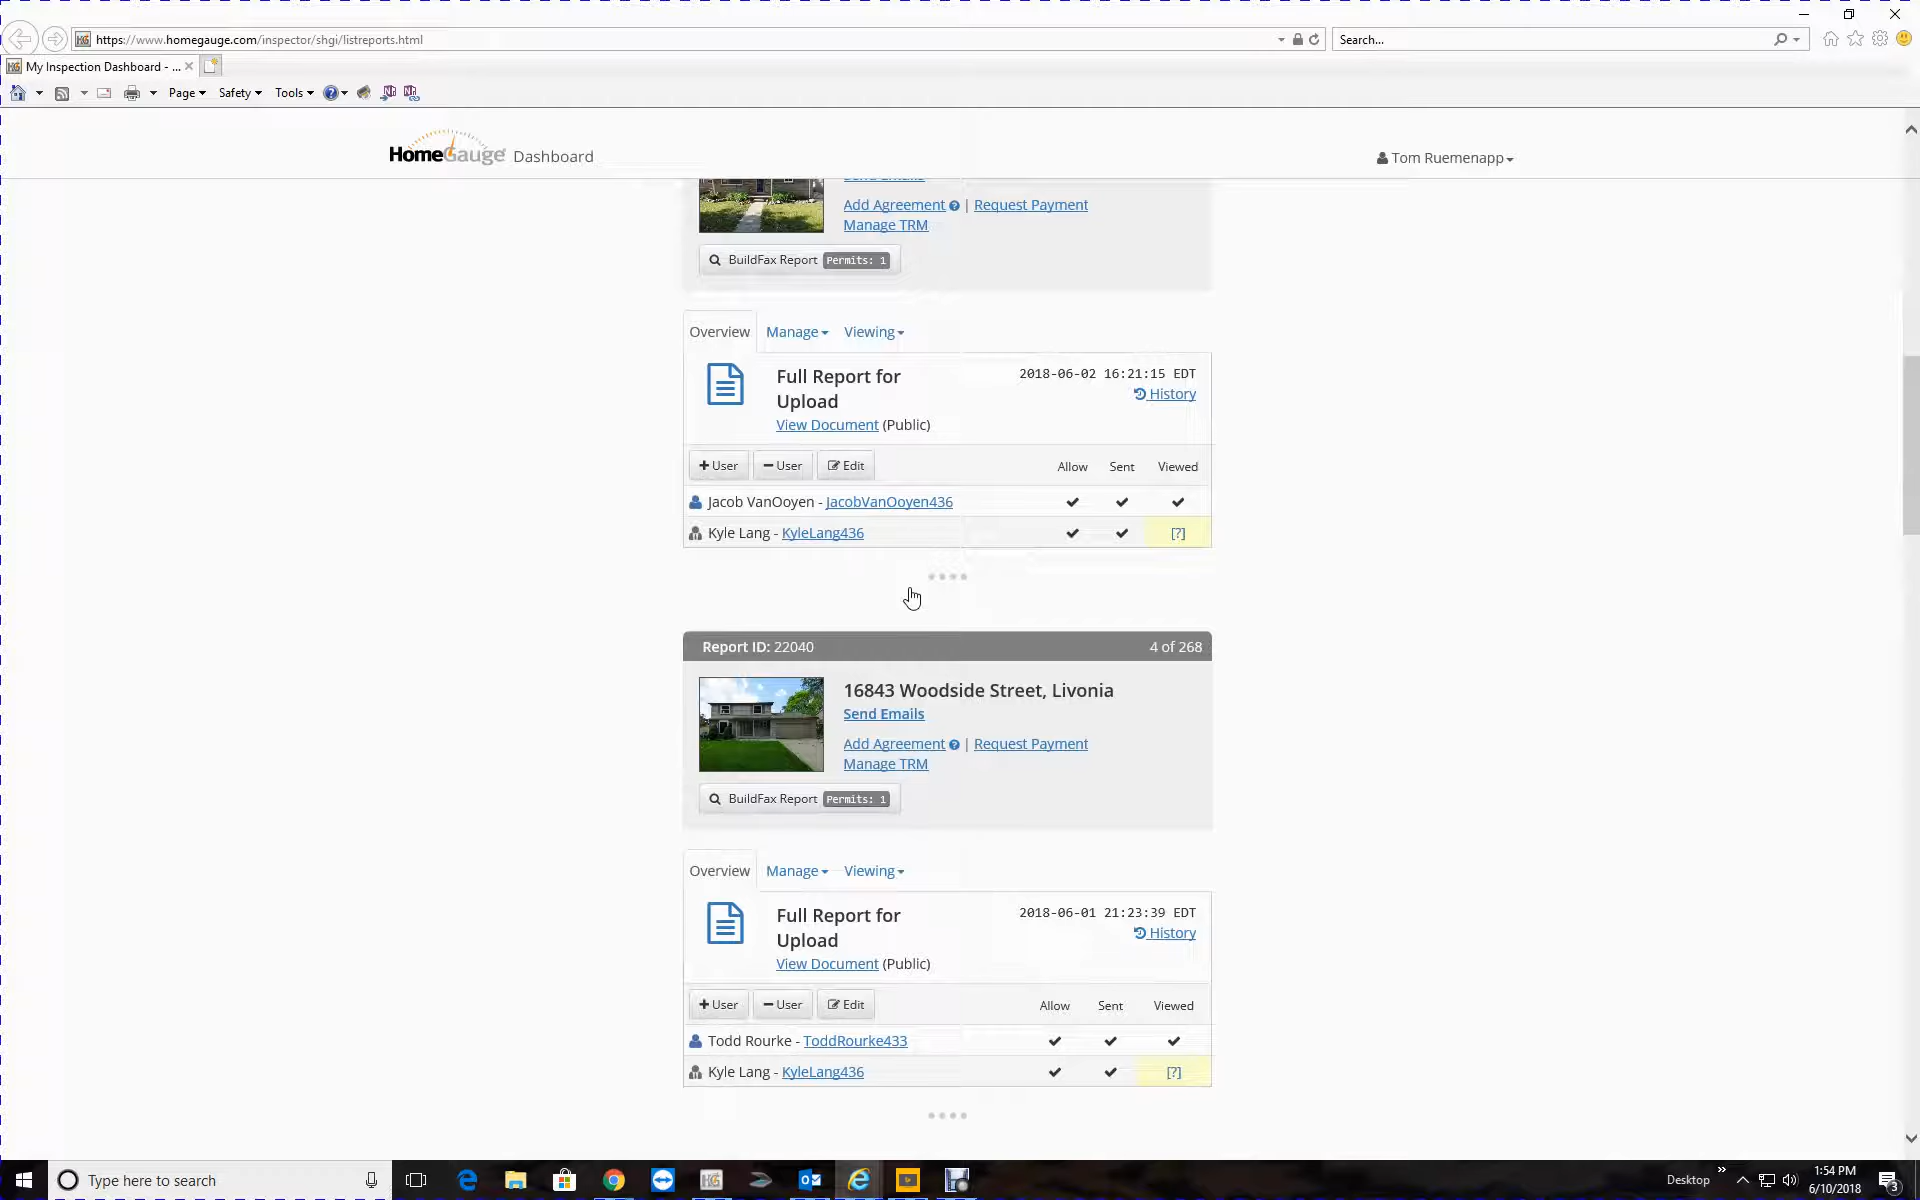 https://www.homegauge.com/inspector/shgi/listreports.html
Search...
My Inspection Dashboard - ...
Page
Safety
Tools
HomeGauge Dashboard
Tom Ruemenapp
Add Agreement | Request Payment
Manage TRM
BuildFax Report Permits: 1
Overview Manage Viewing
Full Report for
Upload
2018-06-02 16:21:15 EDT
History
View Document (Public)
+ User
− User
Edit
Allow Sent Viewed
Jacob VanOoyen - JacobVanOoyen436
Kyle Lang - KyleLang436
[?]
Report ID: 22040
4 of 268
16843 Woodside Street, Livonia
Send Emails
Add Agreement | Request Payment
Manage TRM
BuildFax Report Permits: 1
Overview Manage Viewing
Full Report for
Upload
2018-06-01 21:23:39 EDT
History
View Document (Public)
+ User
− User
Edit
Allow Sent Viewed
Todd Rourke - ToddRourke433
Kyle Lang - KyleLang436
[?]
Type here to search
Desktop
1:54 PM
6/10/2018
3